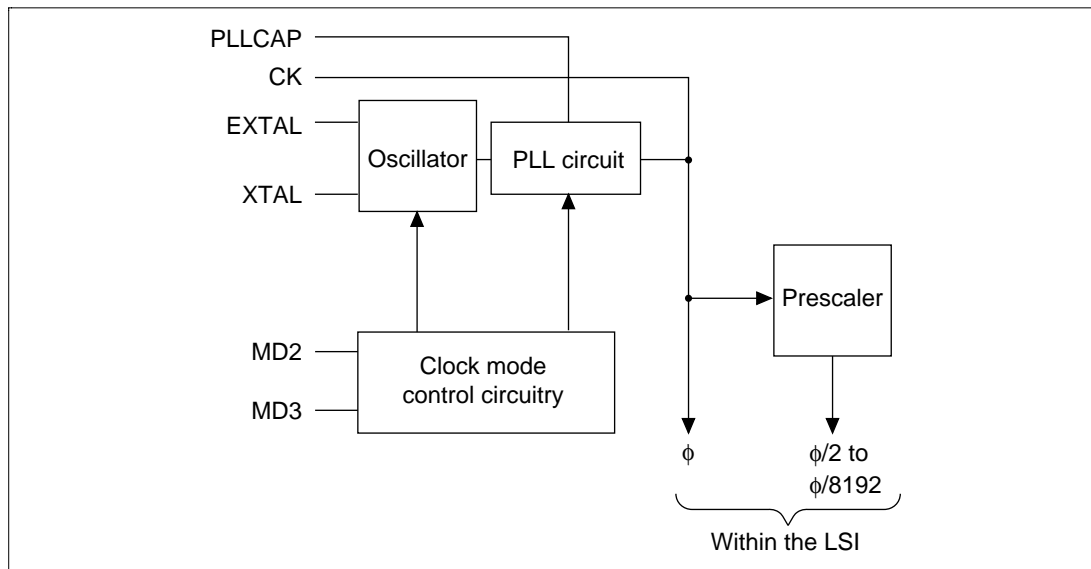 PLLCAP
CK
EXTAL
XTAL
Oscillator
PLL circuit
Prescaler
MD2
MD3
Clock mode
control circuitry
ϕ
ϕ/2 to
ϕ/8192
Within the LSI